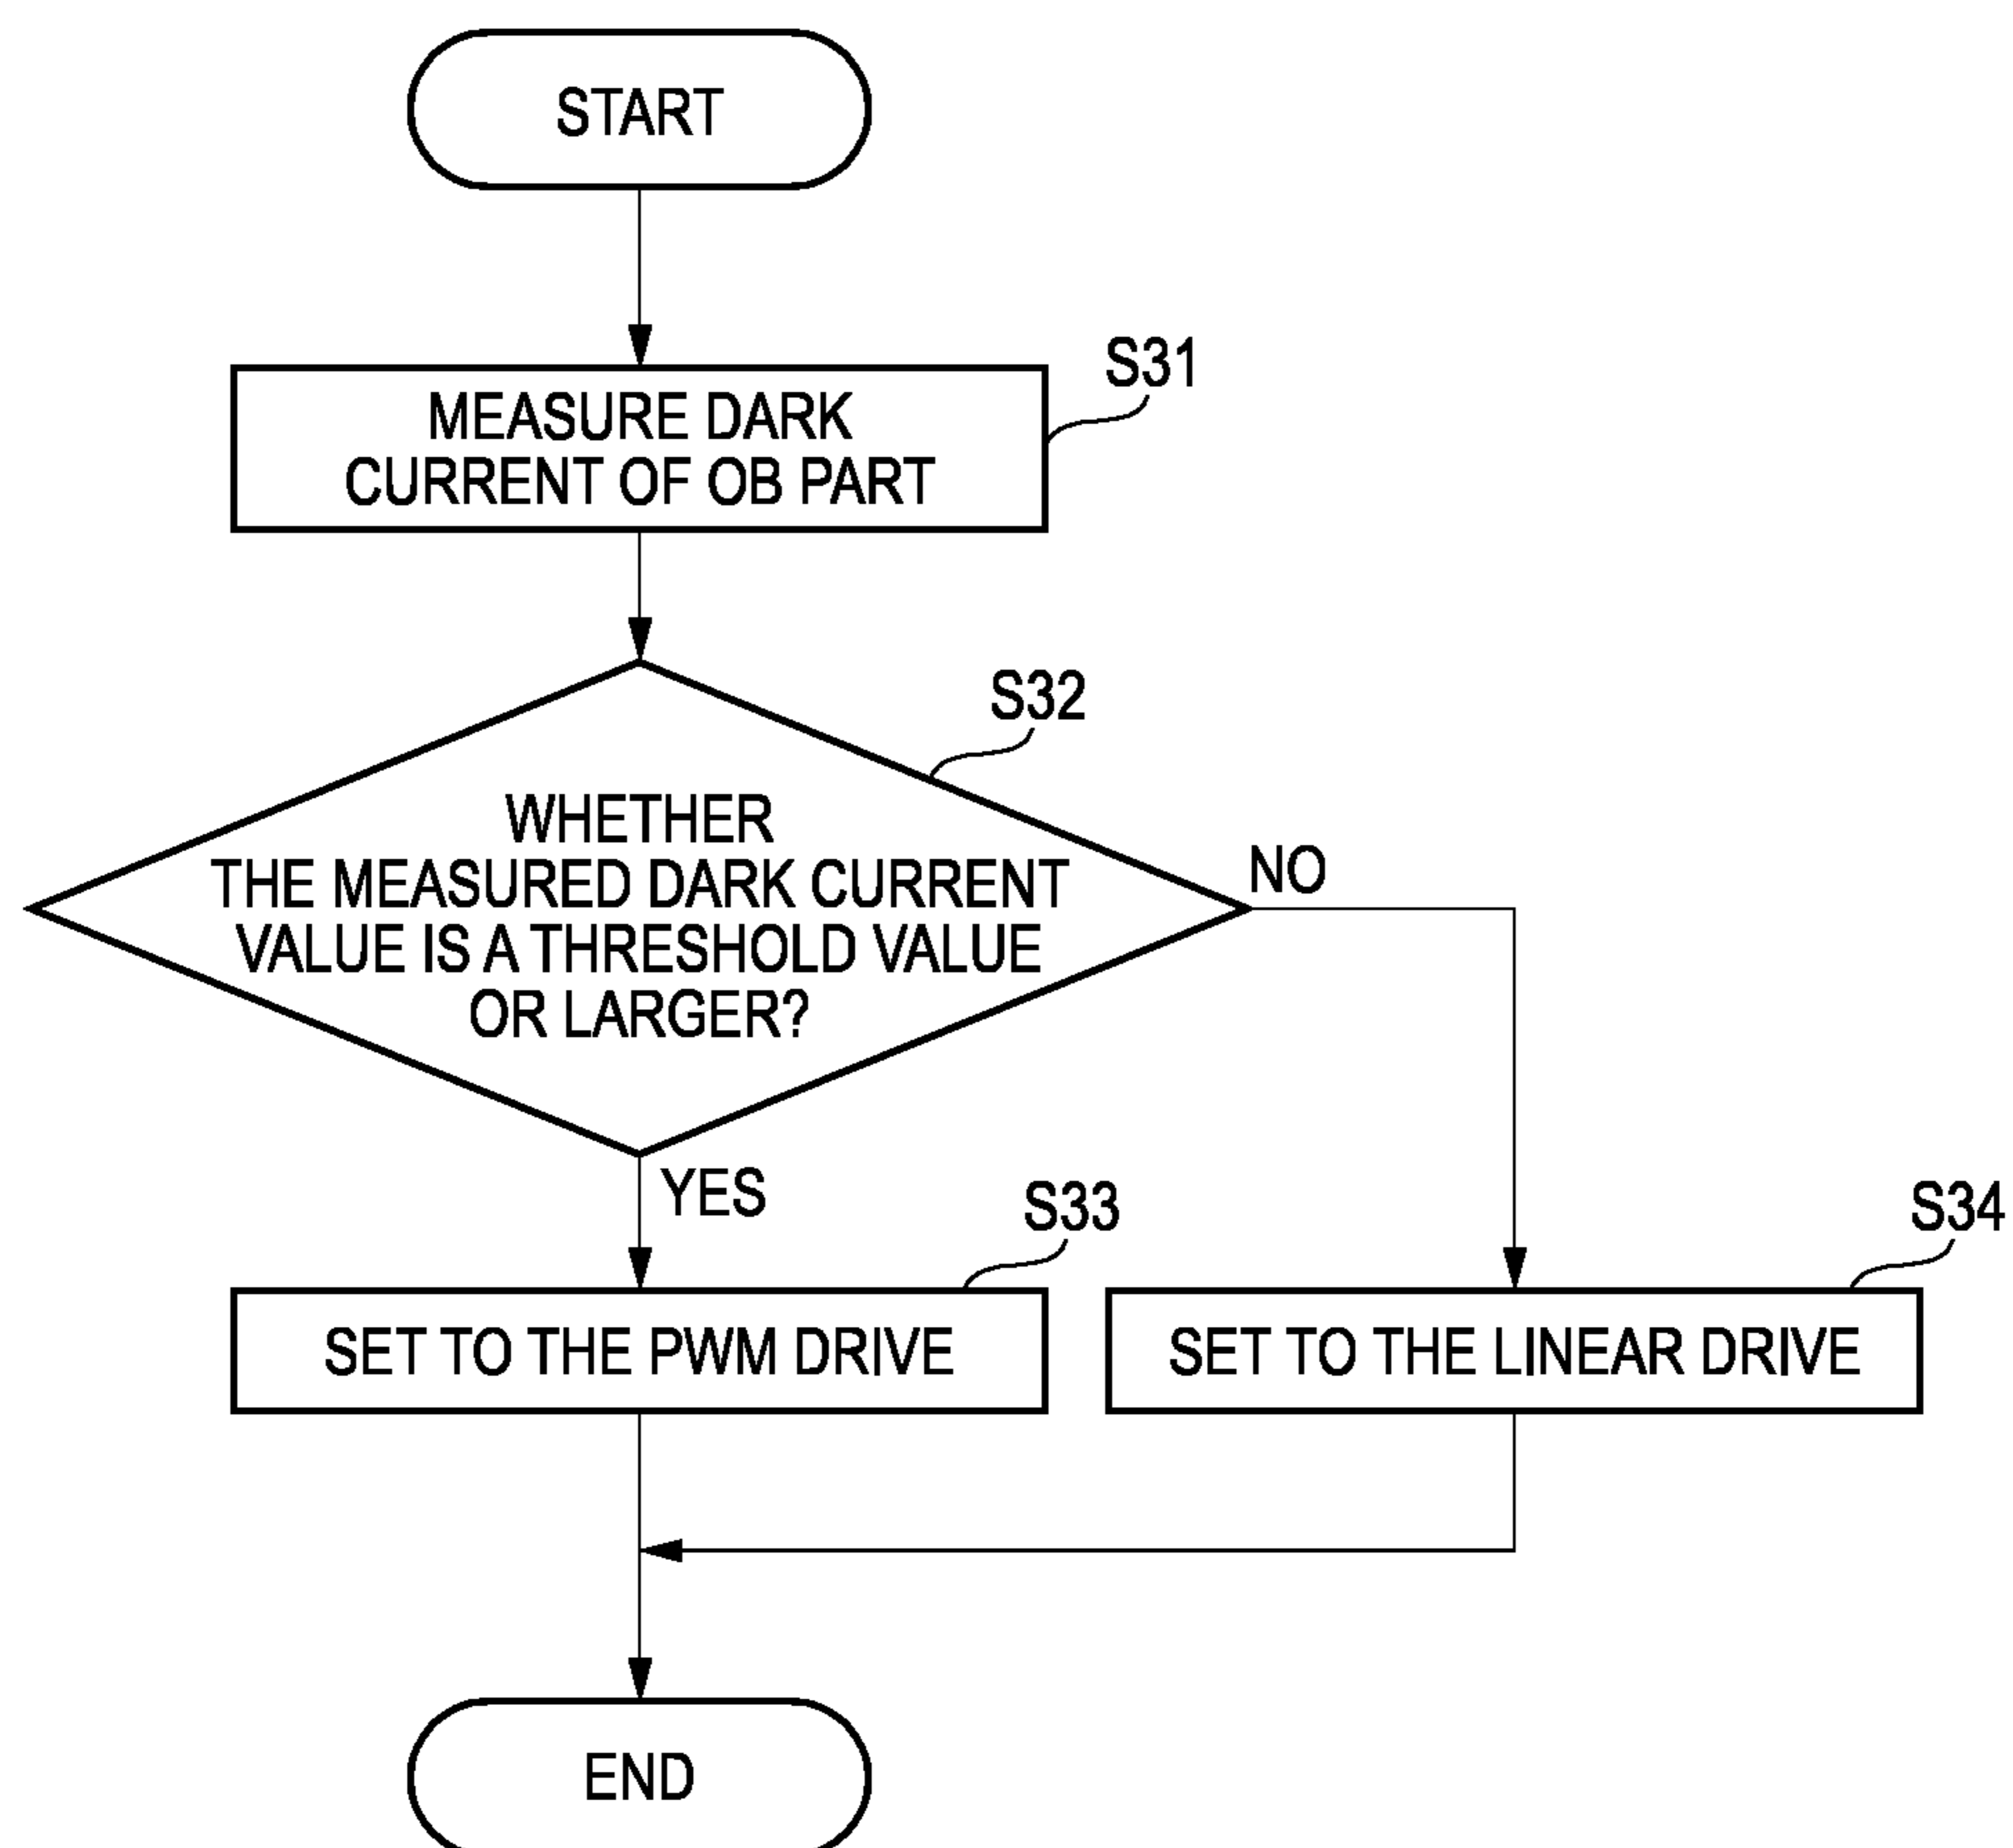 START
S31
MEASURE DARK
CURRENT OF OB PART
S32
WHETHER
THE MEASURED DARK CURRENT
VALUE IS A THRESHOLD VALUE
OR LARGER?
NO
YES
S33
S34
SET TO THE PWM DRIVE
SET TO THE LINEAR DRIVE
END